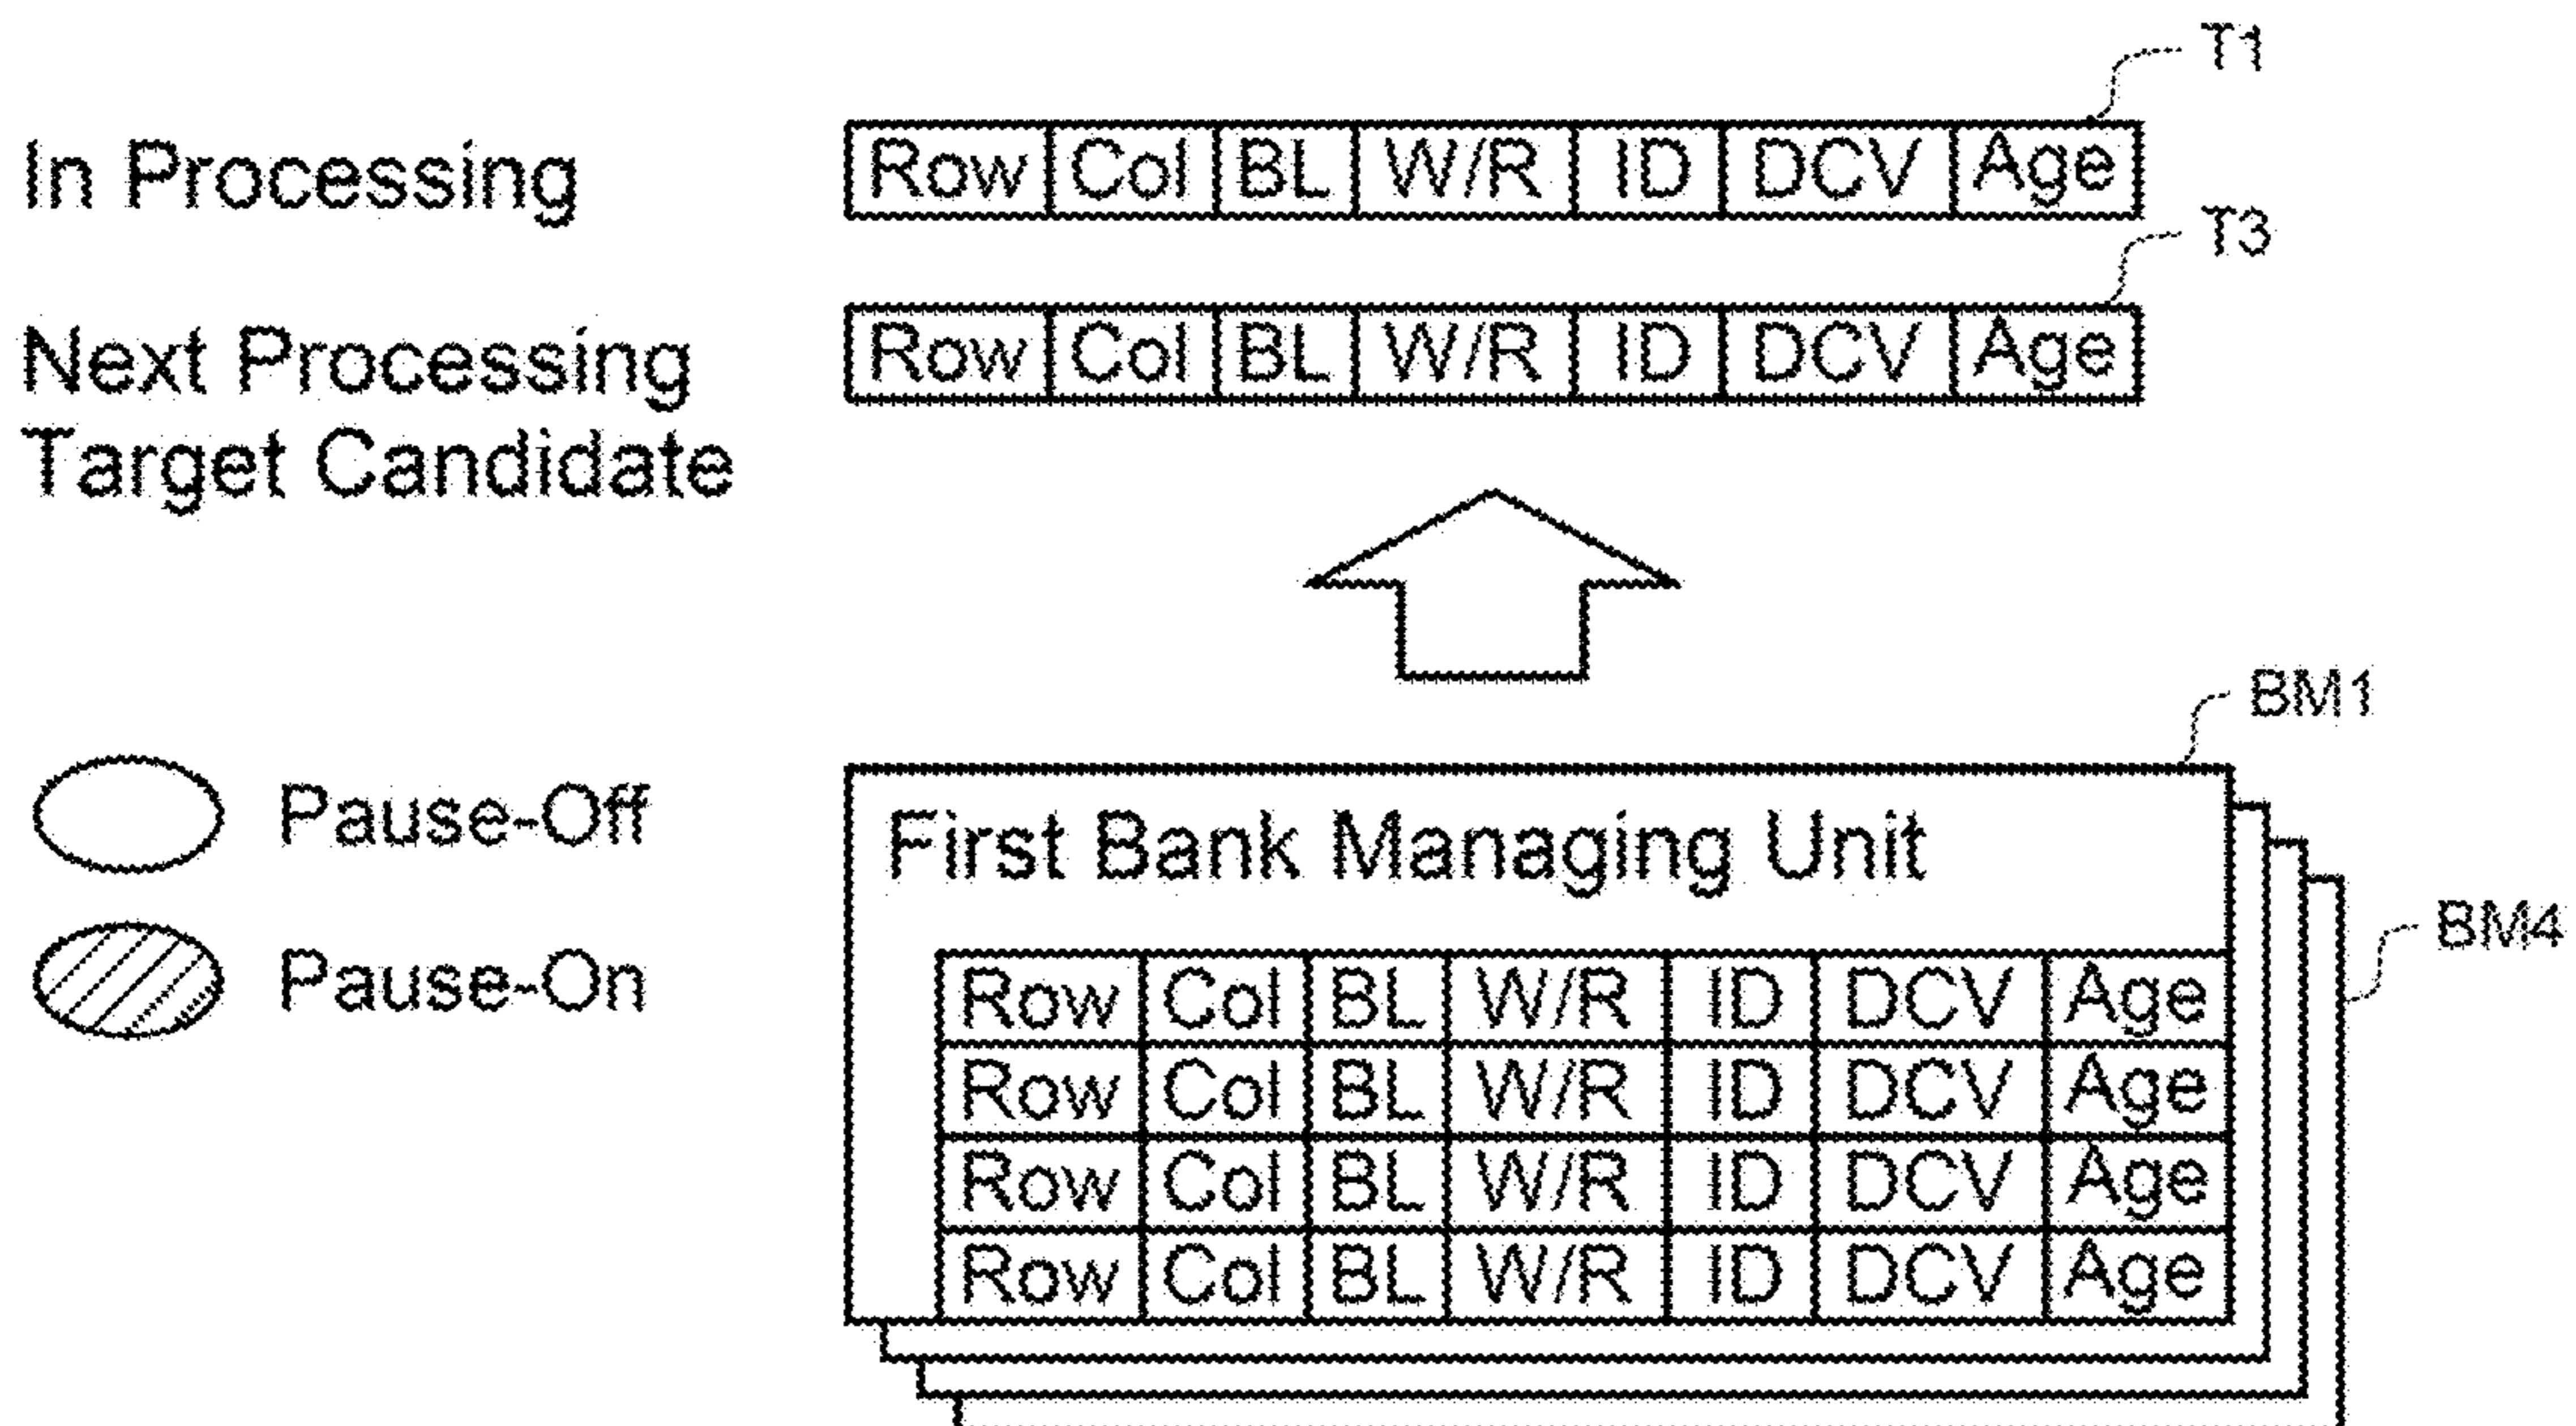 T1
In Processing
Row Col BL W/R ID DCV Age
T3
Next Processing
Target Candidate
Row Col BL W/R ID DCV Age
BM1
Pause-Off
Pause-On
First Bank Managing Unit
BM4
Row Col BL W/R ID DCV Age
Row Col BL W/R ID DCV Age
Row Col BL W/R ID DCV Age
Row Col BL W/R ID DCV Age